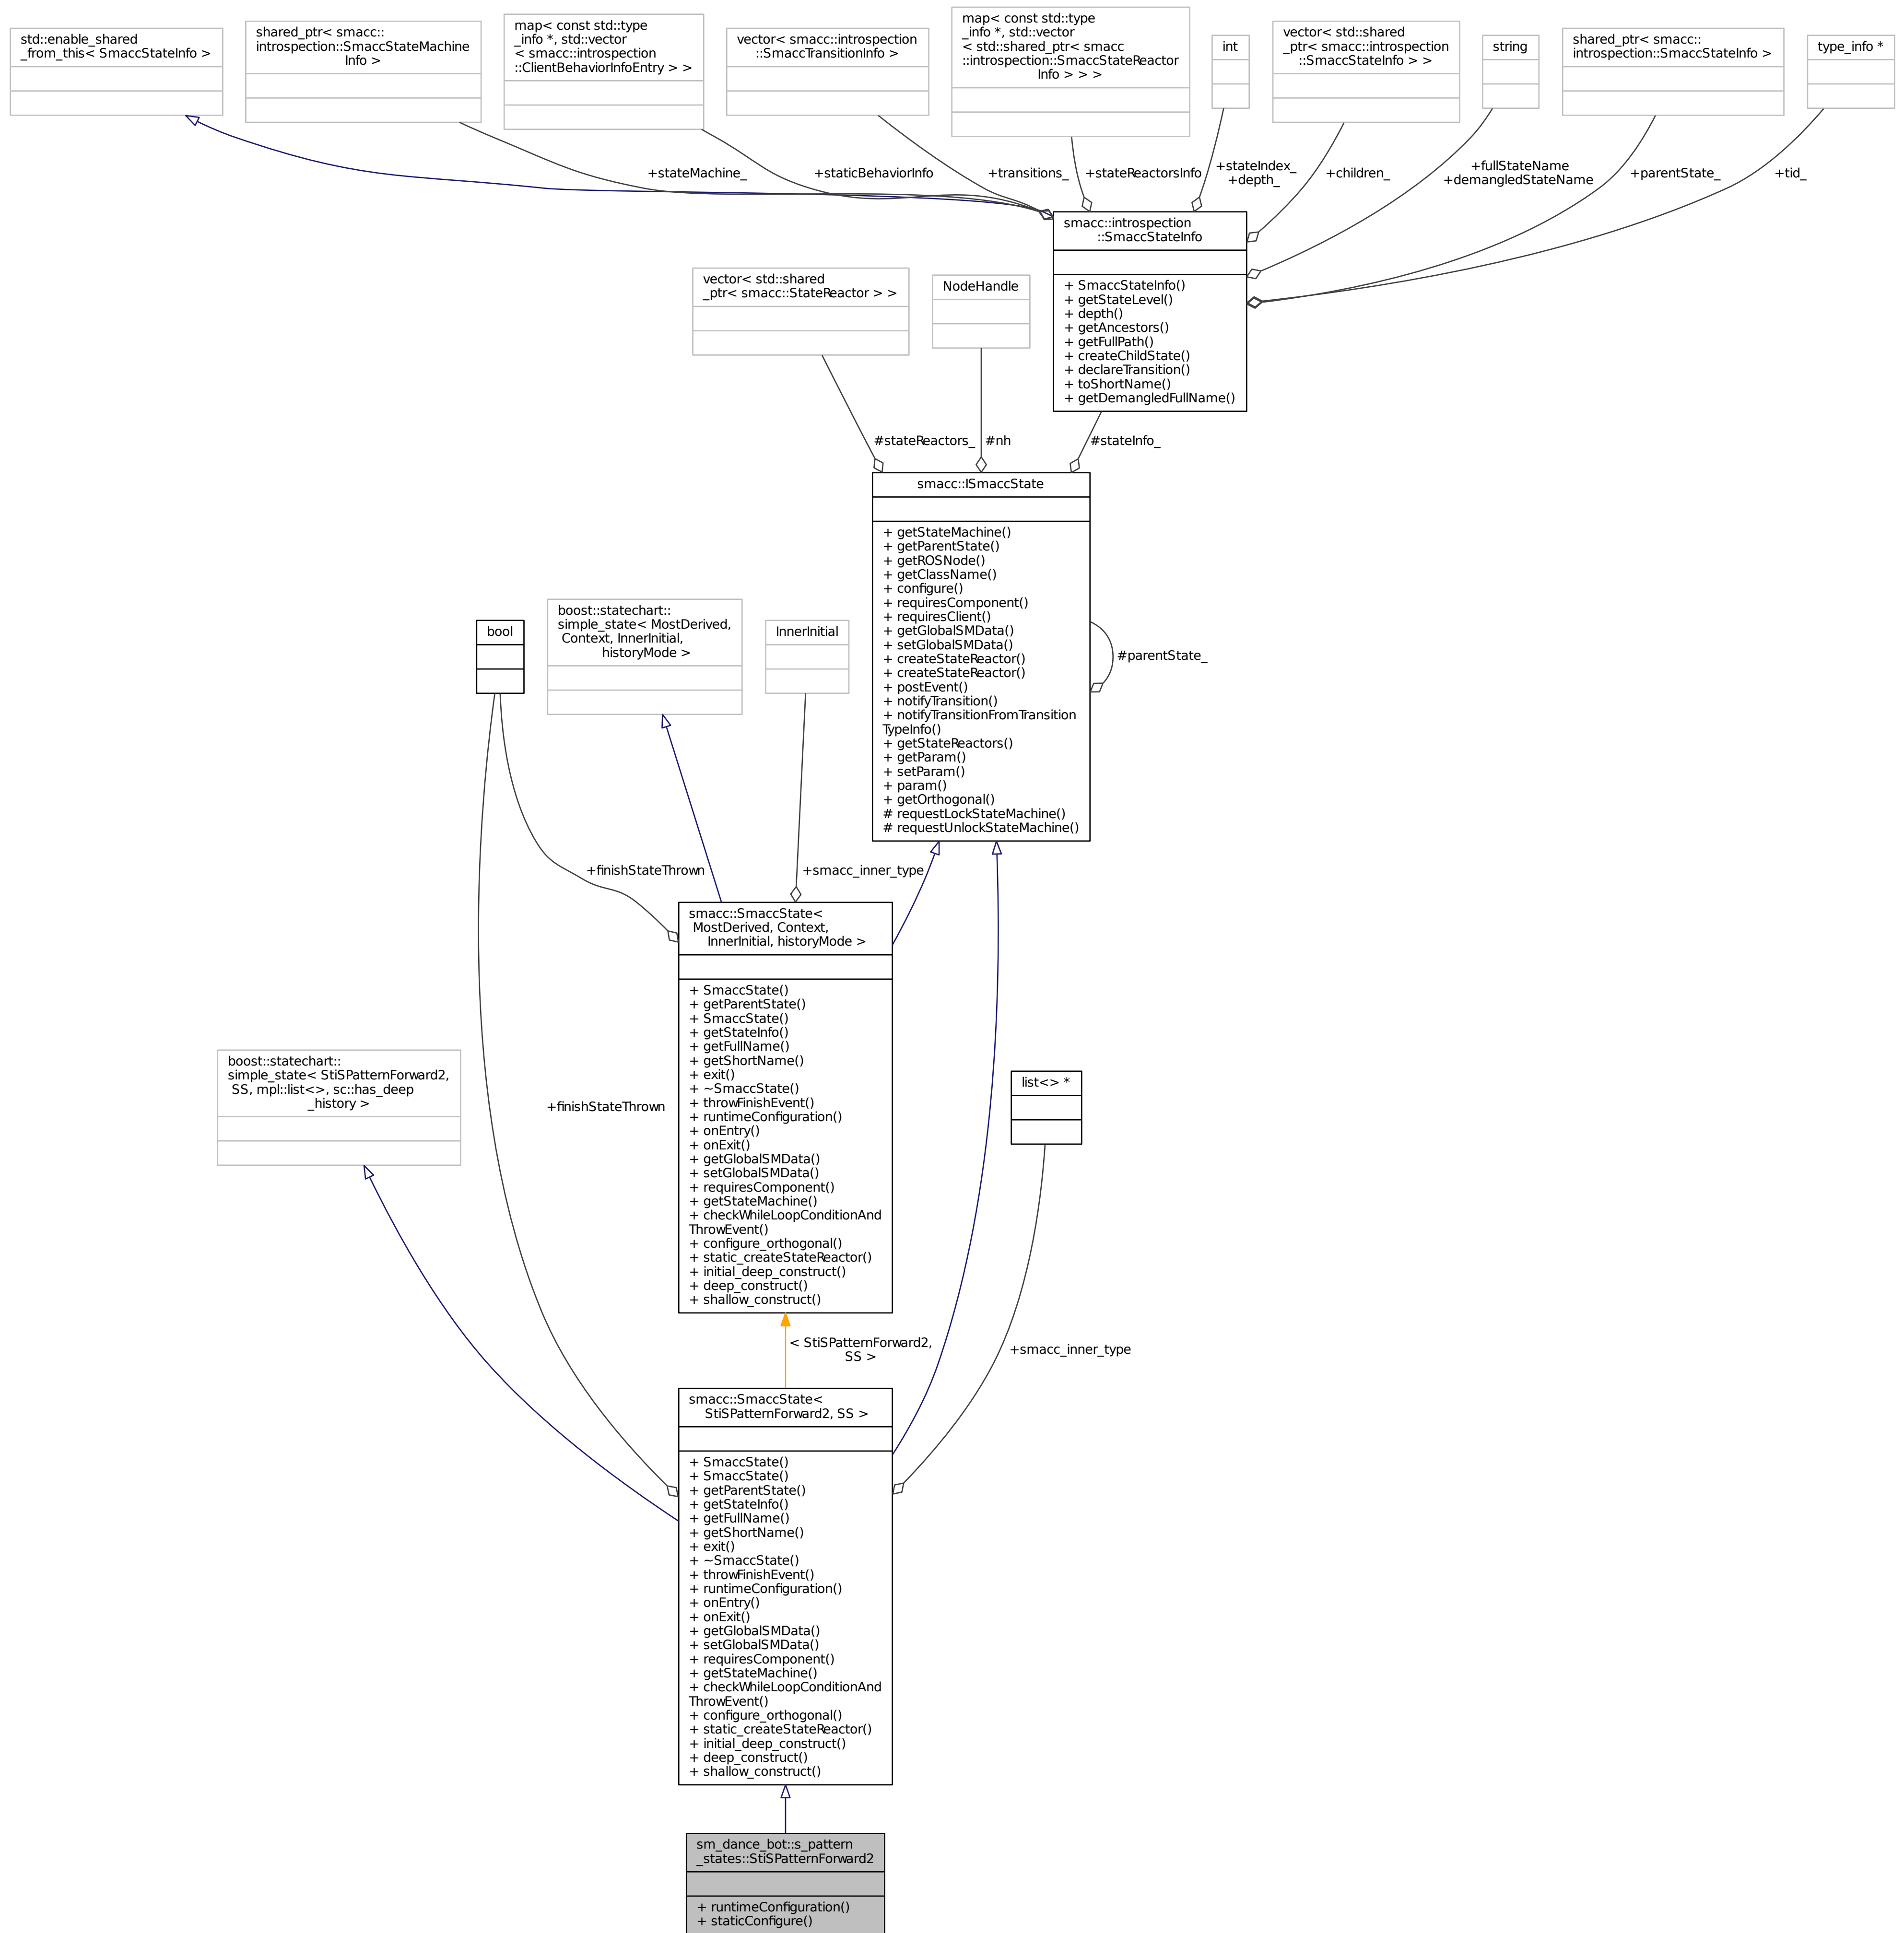 std::enable_shared
_from_this< SmaccStateInfo >
shared_ptr< smacc::
introspection::SmaccStateMachine
Info >
map< const std::type
_info *, std::vector
< smacc::introspection
::ClientBehaviorInfoEntry > >
vector< smacc::introspection
::SmaccTransitionInfo >
map< const std::type
_info *, std::vector
< std::shared_ptr< smacc
::introspection::SmaccStateReactor
Info > > >
int
vector< std::shared
_ptr< smacc::introspection
::SmaccStateInfo > >
string
shared_ptr< smacc::
introspection::SmaccStateInfo >
type_info *
+stateMachine_
+staticBehaviorInfo
+transitions_
+stateReactorsInfo
+stateIndex_
+depth_
+children_
+fullStateName
+demangledStateName
+parentState_
+tid_
smacc::introspection
::SmaccStateInfo
+ SmaccStateInfo()
+ getStateLevel()
+ depth()
+ getAncestors()
+ getFullPath()
+ createChildState()
+ declareTransition()
+ toShortName()
+ getDemangledFullName()
vector< std::shared
_ptr< smacc::StateReactor > >
NodeHandle
#stateReactors_
#nh
#stateInfo_
smacc::ISmaccState
+ getStateMachine()
+ getParentState()
+ getROSNode()
+ getClassName()
+ configure()
+ requiresComponent()
+ requiresClient()
+ getGlobalSMData()
+ setGlobalSMData()
+ createStateReactor()
+ createStateReactor()
+ postEvent()
+ notifyTransition()
+ notifyTransitionFromTransition
TypeInfo()
+ getStateReactors()
+ getParam()
+ setParam()
+ param()
+ getOrthogonal()
# requestLockStateMachine()
# requestUnlockStateMachine()
#parentState_
bool
boost::statechart::
simple_state< MostDerived,
Context, InnerInitial,
historyMode >
InnerInitial
+finishStateThrown
+smacc_inner_type
smacc::SmaccState<
MostDerived, Context,
InnerInitial, historyMode >
+ SmaccState()
+ getParentState()
+ SmaccState()
+ getStateInfo()
+ getFullName()
+ getShortName()
+ exit()
+ ~SmaccState()
+ throwFinishEvent()
+ runtimeConfiguration()
+ onEntry()
+ onExit()
+ getGlobalSMData()
+ setGlobalSMData()
+ requiresComponent()
+ getStateMachine()
+ checkWhileLoopConditionAnd
ThrowEvent()
+ configure_orthogonal()
+ static_createStateReactor()
+ initial_deep_construct()
+ deep_construct()
+ shallow_construct()
boost::statechart::
simple_state< StiSPatternForward2,
SS, mpl::list<>, sc::has_deep
_history >
+finishStateThrown
list<> *
< StiSPatternForward2,
SS >
+smacc_inner_type
smacc::SmaccState<
StiSPatternForward2, SS >
+ SmaccState()
+ SmaccState()
+ getParentState()
+ getStateInfo()
+ getFullName()
+ getShortName()
+ exit()
+ ~SmaccState()
+ throwFinishEvent()
+ runtimeConfiguration()
+ onEntry()
+ onExit()
+ getGlobalSMData()
+ setGlobalSMData()
+ requiresComponent()
+ getStateMachine()
+ checkWhileLoopConditionAnd
ThrowEvent()
+ configure_orthogonal()
+ static_createStateReactor()
+ initial_deep_construct()
+ deep_construct()
+ shallow_construct()
sm_dance_bot::s_pattern
_states::StiSPatternForward2
+ runtimeConfiguration()
+ staticConfigure()